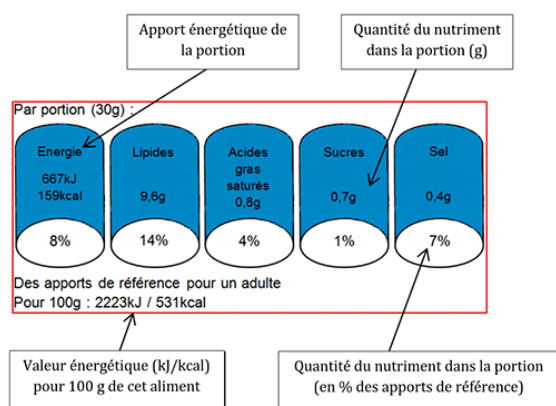 Apport énergétique de
la portion
Quantité du nutriment
dans la portion (g)
Par portion (30g) :
Energie
667kJ
159kcal
8%
Lipides
9,6g
14%
Acides
gras
saturés
0,8g
4%
Sucres
0,7g
1%
Sel
0,4g
7%
Des apports de référence pour un adulte
Pour 100g : 2223kJ / 531kcal
Valeur énergétique (kJ/kcal)
pour 100 g de cet aliment
Quantité du nutriment dans la portion
(en % des apports de référence)